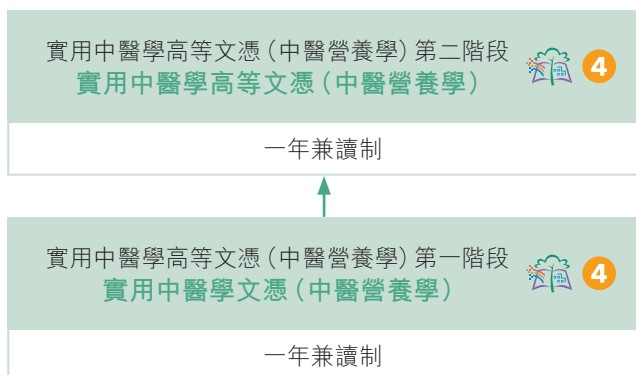 實用中醫學高等文憑（中醫營養學）第二階段
實用中醫學高等文憑（中醫營養學）
4
一年兼讀制
實用中醫學高等文憑（中醫營養學）第一階段
實用中醫學文憑（中醫營養學）
4
一年兼讀制